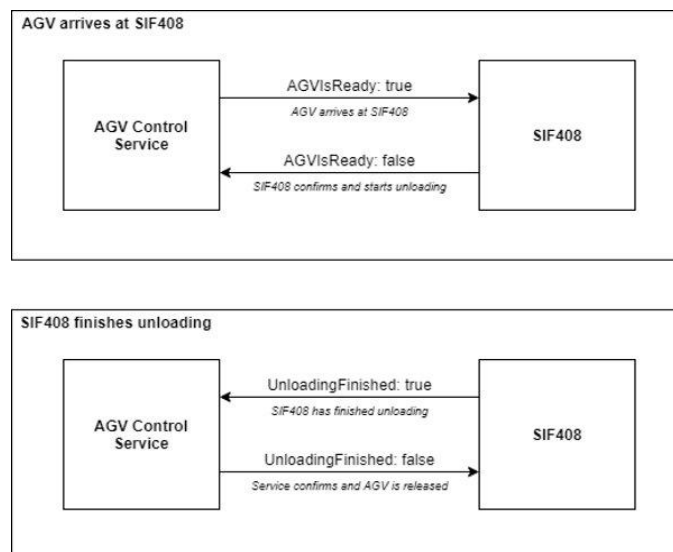 AGV arrives at SIF408
AGVIsReady: true
AGV arrives at SIF408
AGV Control
Service
SIF408
AGVIsReady: false
SIF408 confirms and starts unloading
SIF408 finishes unloading
UnloadingFinished: true
SIF408 has finished unloading
AGV Control
Service
SIF408
UnloadingFinished: false
Service confirms and AGV is released